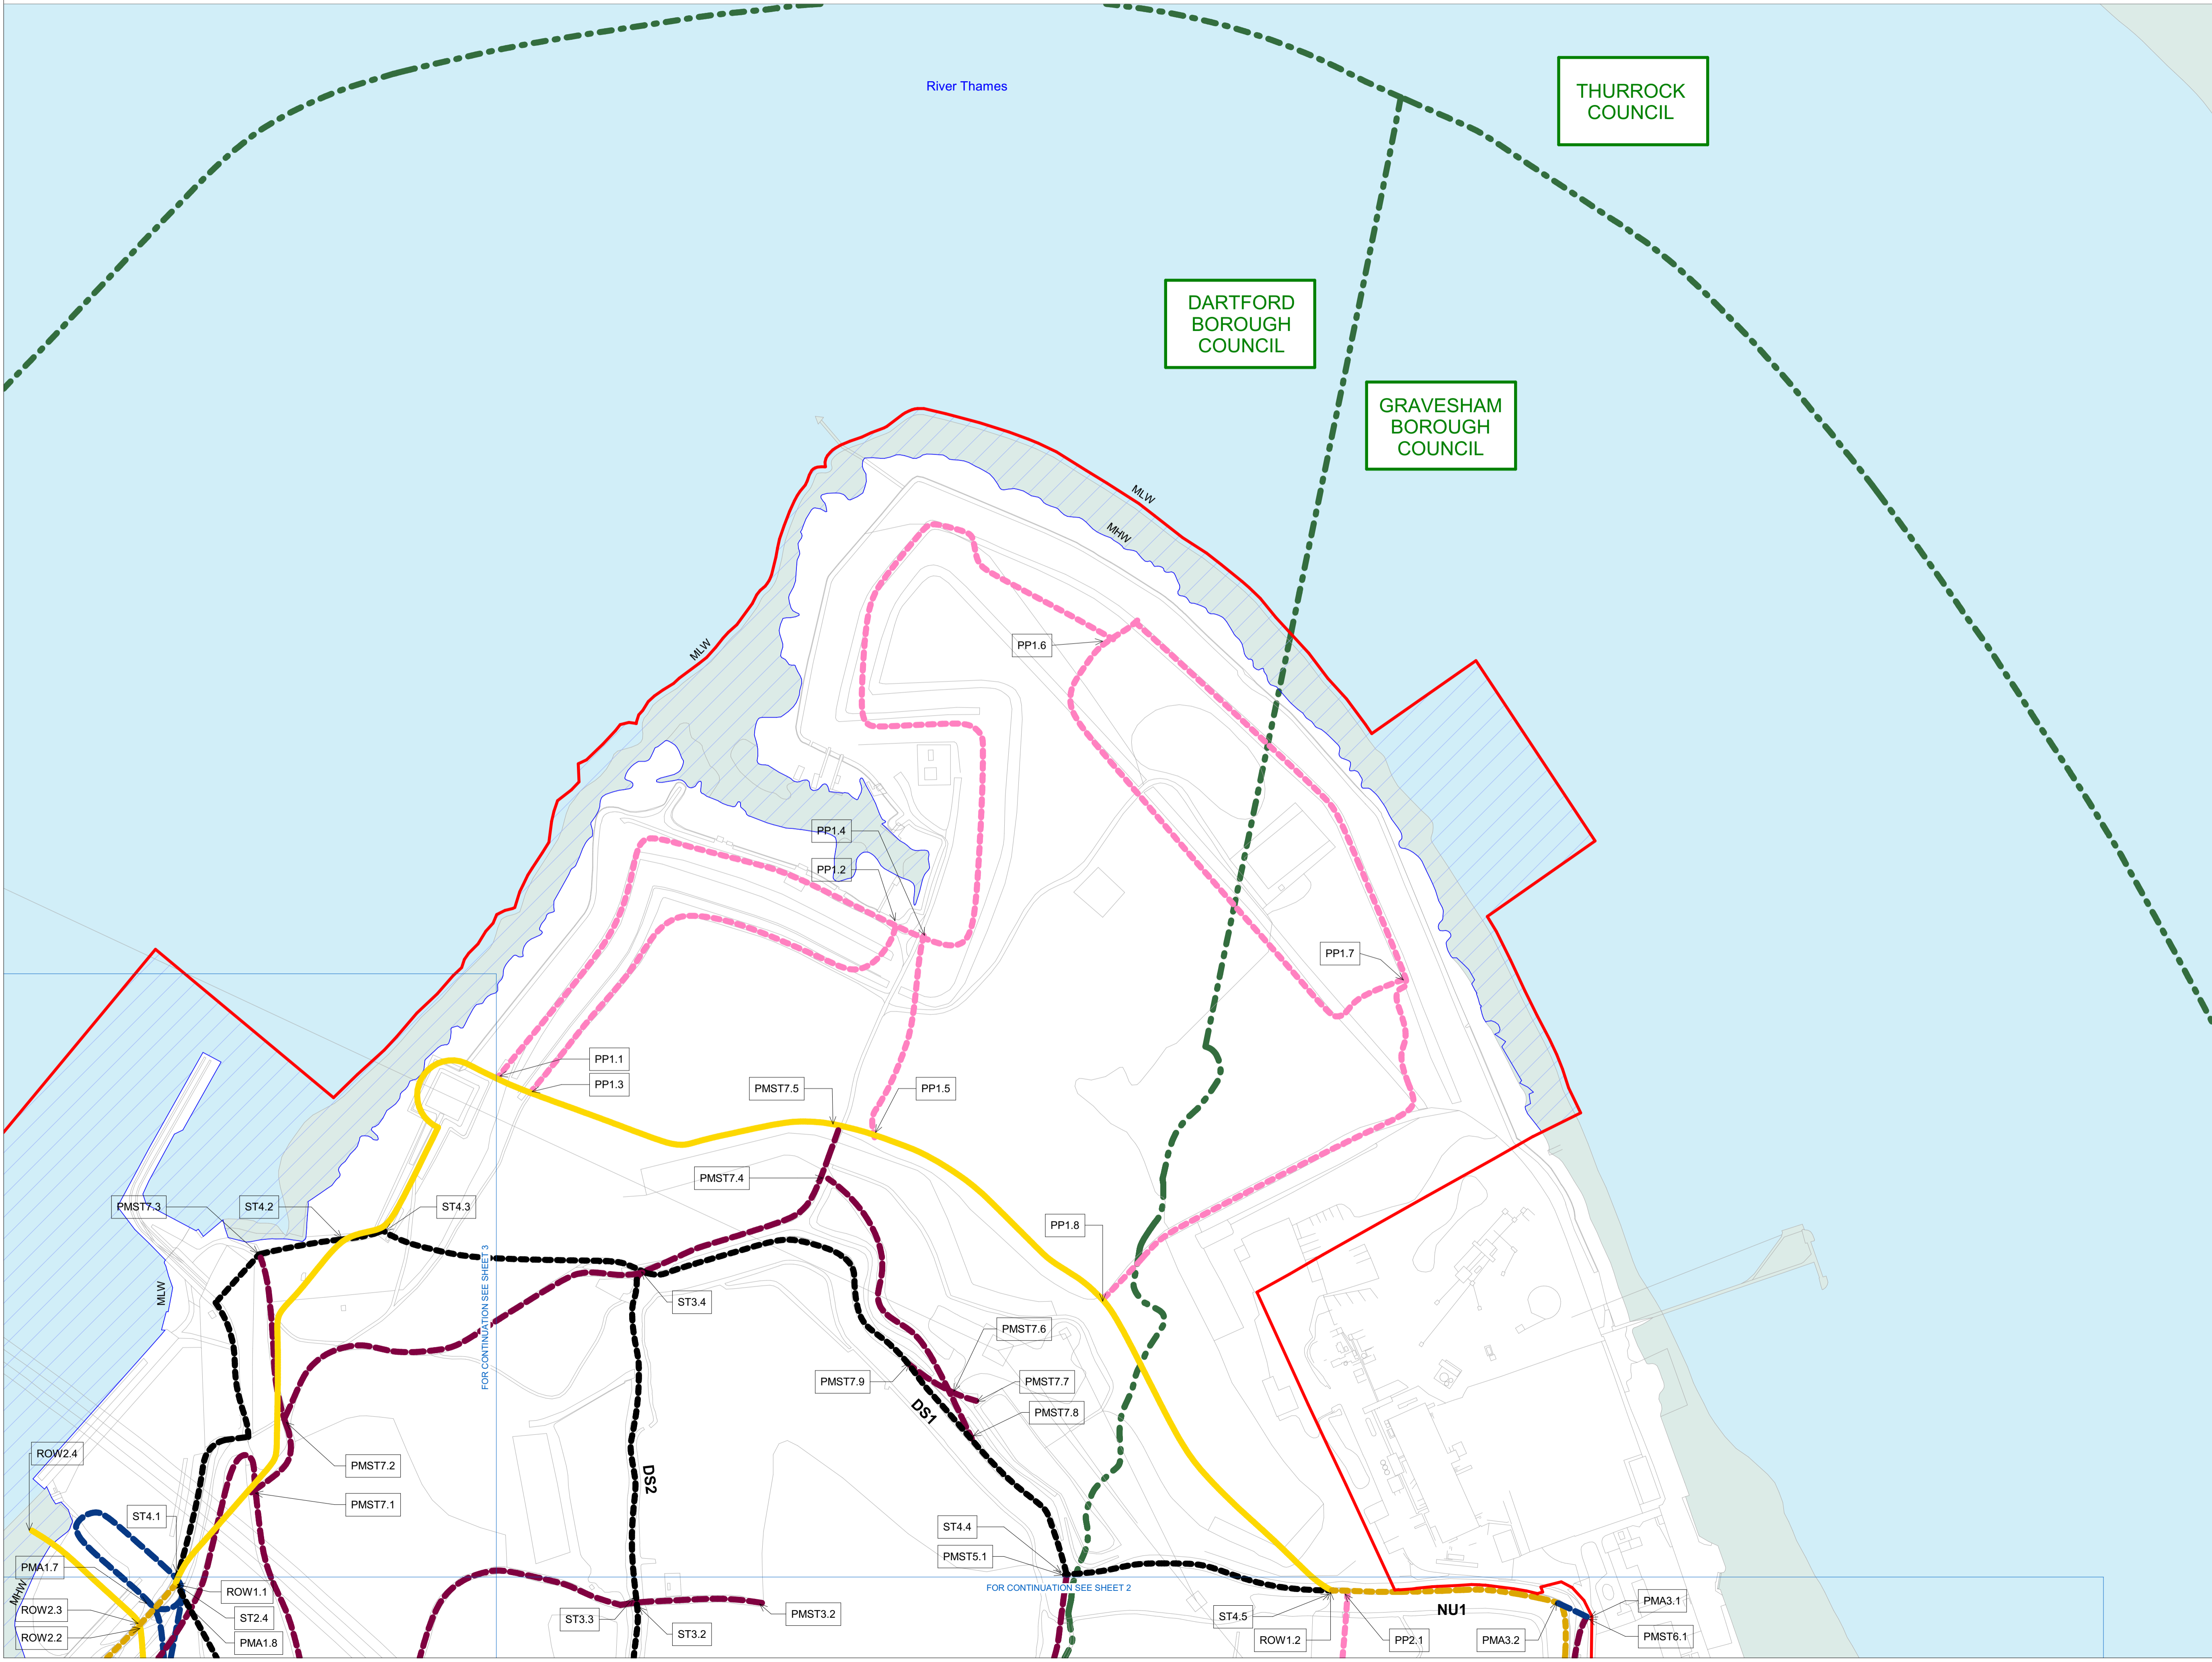 River Thames
THURROCK
COUNCIL
DARTFORD
BOROUGH
COUNCIL
GRAVESHAM
BOROUGH
COUNCIL
MLW
MHW
MLW
PP1.6
PP1.4
PP1.2
PP1.7
PP1.1
PP1.3
PMST7.5
PP1.5
PMST7.4
PMST7.3
ST4.2
ST4.3
PP1.8
MLW
FOR CONTINUATION SEE SHEET 3
ST3.4
PMST7.6
PMST7.9
PMST7.7
DS1
PMST7.8
ROW2.4
PMST7.2
DS2
PMST7.1
ST4.1
ST4.4
PMST5.1
PMA1.7
FOR CONTINUATION SEE SHEET 2
MHW
ROW1.1
ROW2.3
ST2.4
ST3.3
PMST3.2
ST4.5
NU1
PMA3.1
ROW2.2
PMA1.8
ST3.2
ROW1.2
PP2.1
PMA3.2
PMST6.1